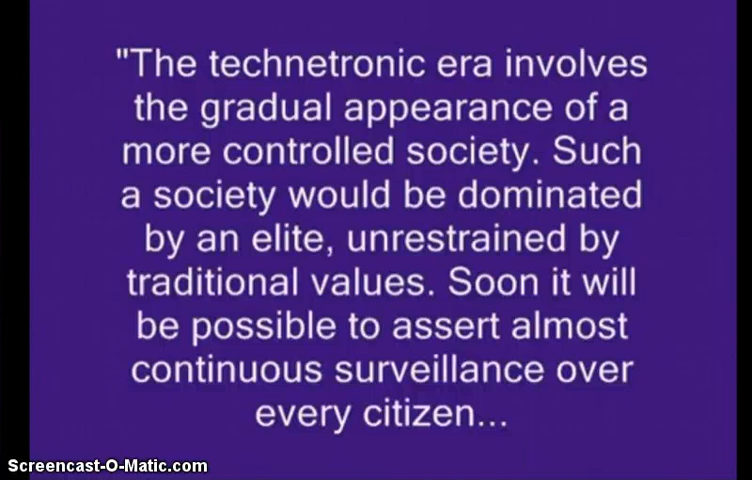 "The technetronic era involves
the gradual appearance of a
more controlled society. Such
a society would be dominated
by an elite, unrestrained by
traditional values. Soon it will
be possible to assert almost
continuous surveillance over
every citizen...
Screencast-O-Matic.com